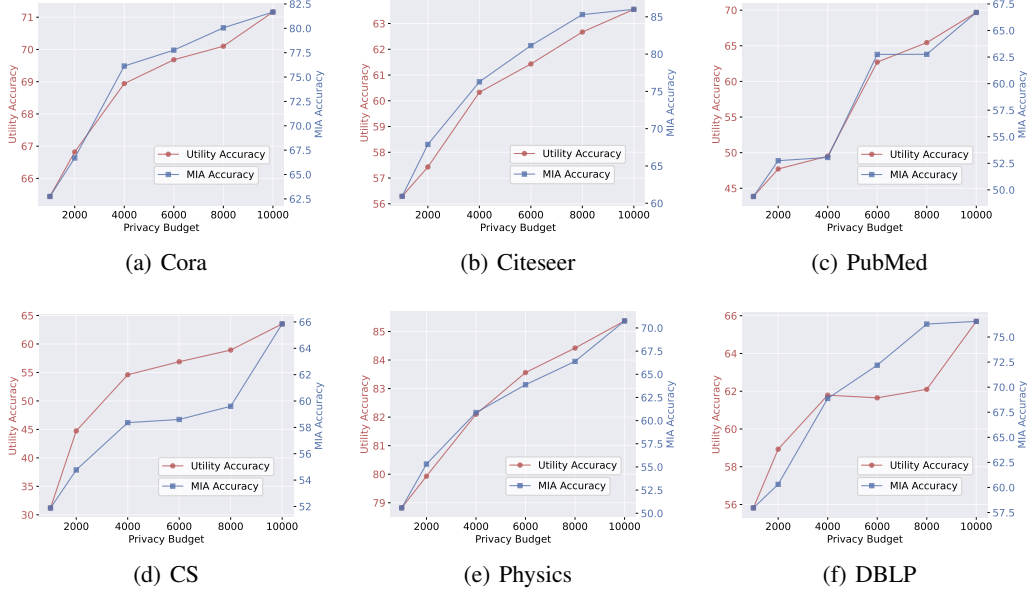 71
70
69
68
67
66
Utility Accuracy
82.5
80.0
77.5
75.0
72.5
70.0
67.5
65.0
62.5
MIA Accuracy
Utility Accuracy
MIA Accuracy
2000 4000 6000 8000 10000
Privacy Budget
(a) Cora
63
62
61
60
59
58
57
56
Utility Accuracy
85
80
75
70
65
60
MIA Accuracy
Utility Accuracy
MIA Accuracy
2000 4000 6000 8000 10000
Privacy Budget
(b) Citeseer
70
65
60
55
50
45
Utility Accuracy
67.5
65.0
62.5
60.0
57.5
55.0
52.5
50.0
MIA Accuracy
Utility Accuracy
MIA Accuracy
2000 4000 6000 8000 10000
Privacy Budget
(c) PubMed
65
60
55
50
45
40
35
30
Utility Accuracy
66
64
62
60
58
56
54
52
MIA Accuracy
Utility Accuracy
MIA Accuracy
2000 4000 6000 8000 10000
Privacy Budget
(d) CS
85
84
83
82
81
80
79
Utility Accuracy
70.0
67.5
65.0
62.5
60.0
57.5
55.0
52.5
50.0
MIA Accuracy
Utility Accuracy
MIA Accuracy
2000 4000 6000 8000 10000
Privacy Budget
(e) Physics
66
64
62
60
58
56
Utility Accuracy
75.0
72.5
70.0
67.5
65.0
62.5
60.0
57.5
MIA Accuracy
Utility Accuracy
MIA Accuracy
2000 4000 6000 8000 10000
Privacy Budget
(f) DBLP